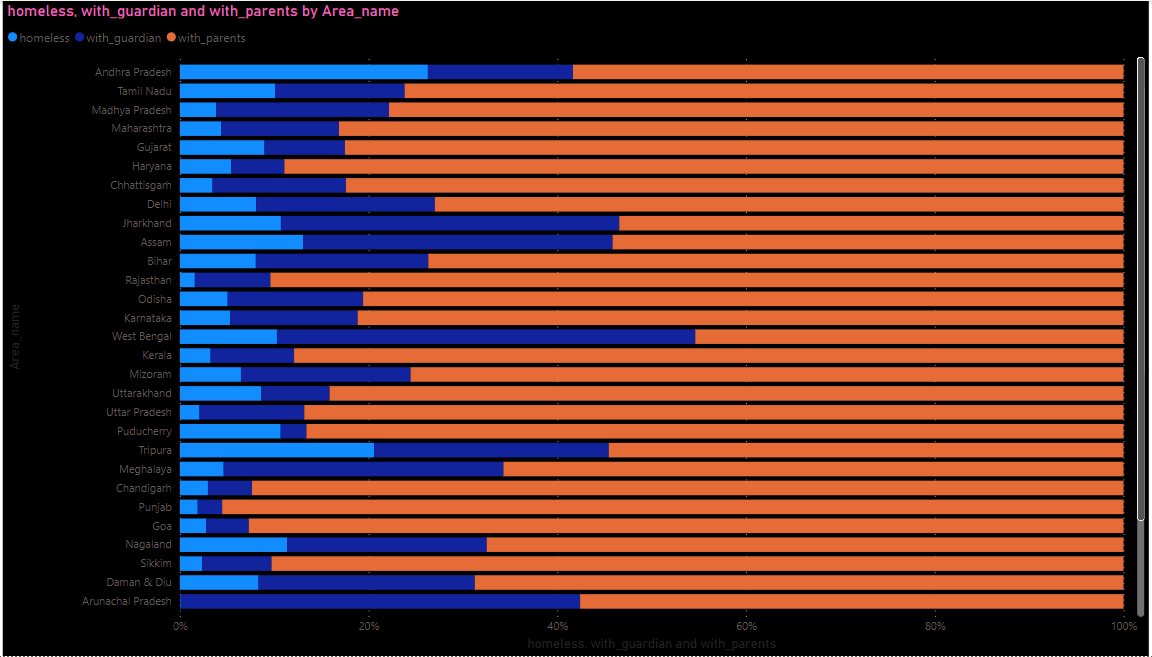 homeless, with_guardian and with_parents by Area_name
homeless with_guardian with_parents
Andhra Pradesh
Tamil Nadu
Madhya Pradesh
Maharashtra
Gujarat
Haryana
Chhattisgarh
Delhi
Jharkhand
Assam
Bihar
Rajasthan
Odisha
Karnataka
West Bengal
Kerala
Mizoram
Uttarakhand
Uttar Pradesh
Puducherry
Tripura
Meghalaya
Chandigarh
Punjab
Goa
Nagaland
Sikkim
Daman & Diu
Arunachal Pradesh
Area_name
0% 20% 40% 60% 80% 100%
homeless, with_guardian and with_parents